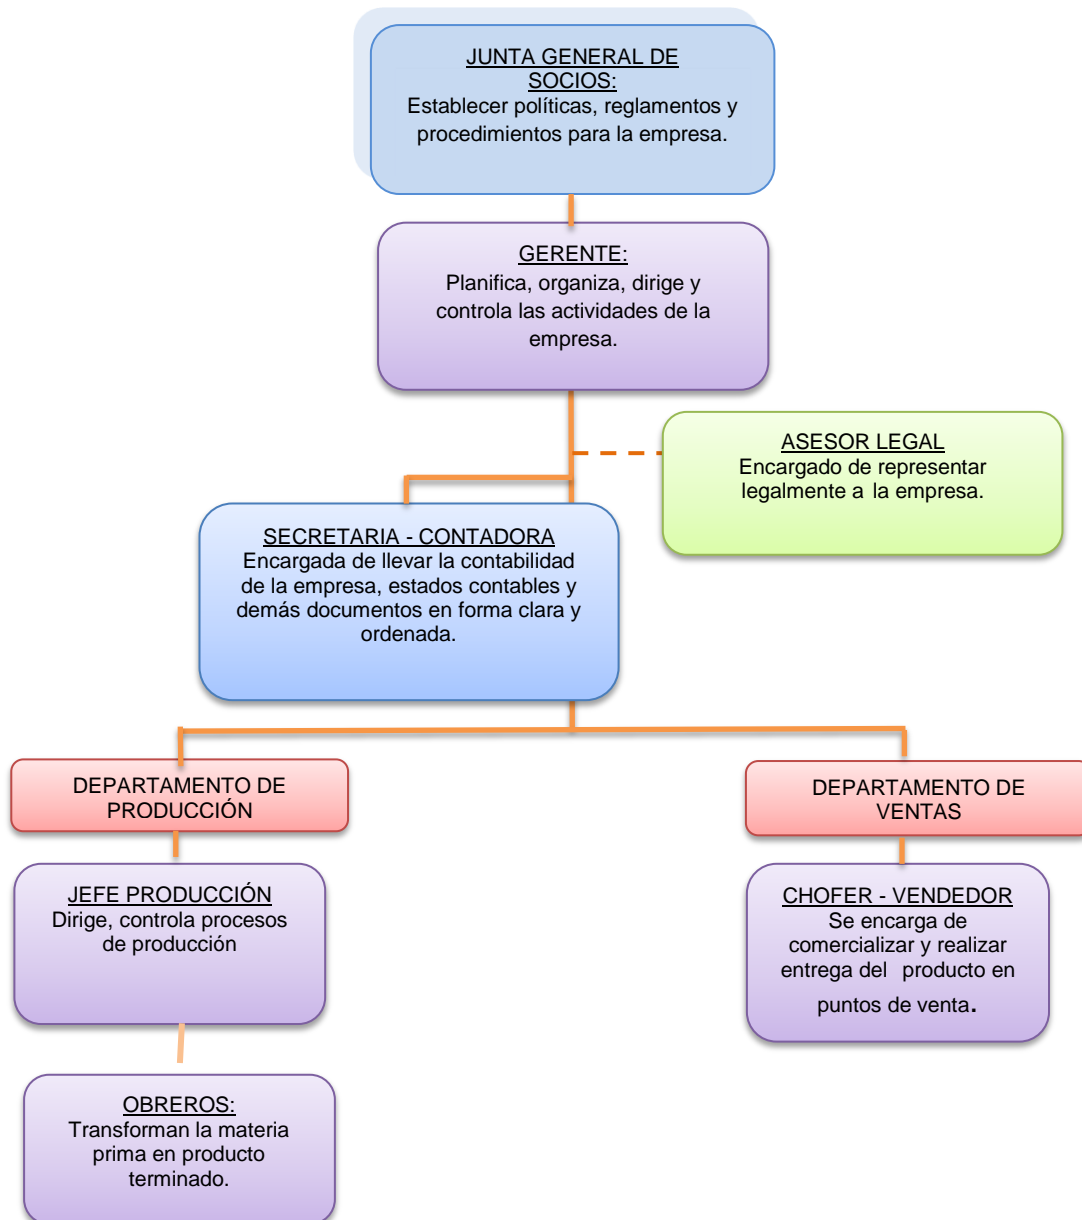 JUNTA GENERAL DE
SOCIOS:
Establecer políticas, reglamentos y
procedimientos para la empresa.
GERENTE:
Planifica, organiza, dirige y
controla las actividades de la
empresa.
ASESOR LEGAL
Encargado de representar
legalmente a la empresa.
SECRETARIA - CONTADORA
Encargada de llevar la contabilidad
de la empresa, estados contables y
demás documentos en forma clara y
ordenada.
DEPARTAMENTO DE
PRODUCCIÓN
DEPARTAMENTO DE
VENTAS
JEFE PRODUCCIÓN
Dirige, controla procesos
de producción
CHOFER - VENDEDOR
Se encarga de
comercializar y realizar
entrega del producto en
puntos de venta.
OBREROS:
Transforman la materia
prima en producto
terminado.